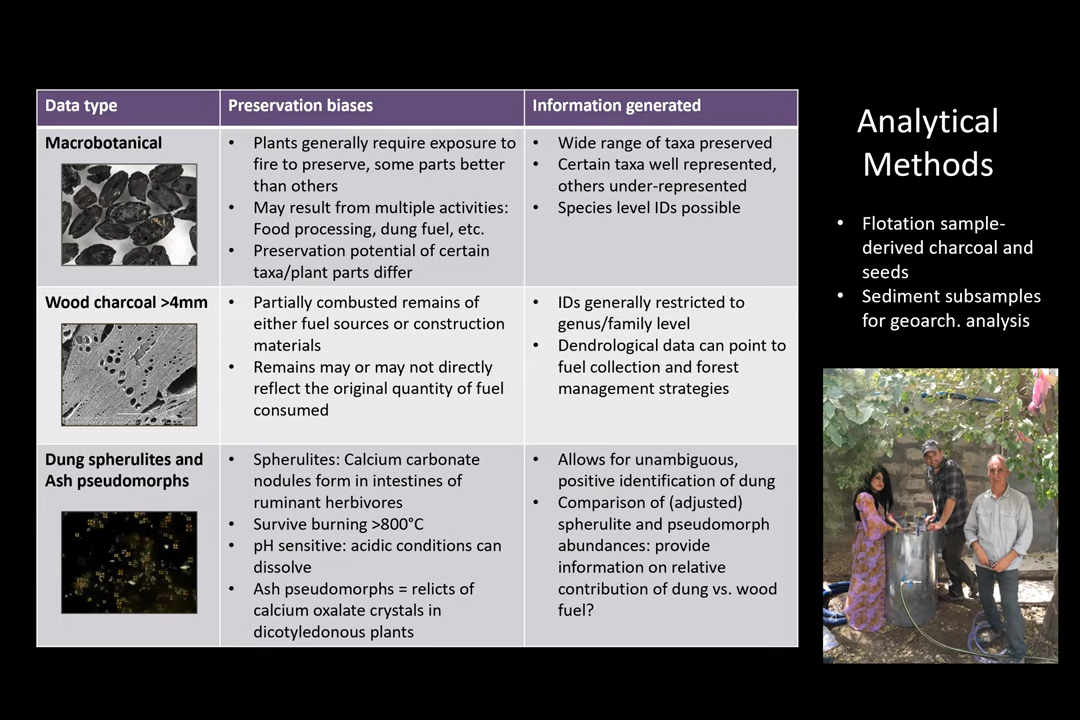 Data type
Preservation biases
Information generated
Macrobotanical
• Plants generally require exposure to
fire to preserve, some parts better
than others
• May result from multiple activities:
Food processing, dung fuel, etc.
• Preservation potential of certain
taxa/plant parts differ
• Wide range of taxa preserved
• Certain taxa well represented,
others under-represented
• Species level IDs possible
Wood charcoal >4mm
• Partially combusted remains of
either fuel sources or construction
materials
• Remains may or may not directly
reflect the original quantity of fuel
consumed
• IDs generally restricted to
genus/family level
• Dendrological data can point to
fuel collection and forest
management strategies
Dung spherulites and
Ash pseudomorphs
• Spherulites: Calcium carbonate
nodules form in intestines of
ruminant herbivores
• Survive burning >800°C
• pH sensitive: acidic conditions can
dissolve
• Ash pseudomorphs = relicts of
calcium oxalate crystals in
dicotyledonous plants
• Allows for unambiguous,
positive identification of dung
• Comparison of (adjusted)
spherulite and pseudomorph
abundances: provide
information on relative
contribution of dung vs. wood
fuel?
Analytical
Methods
• Flotation sample-
derived charcoal and
seeds
• Sediment subsamples
for geoarch. analysis